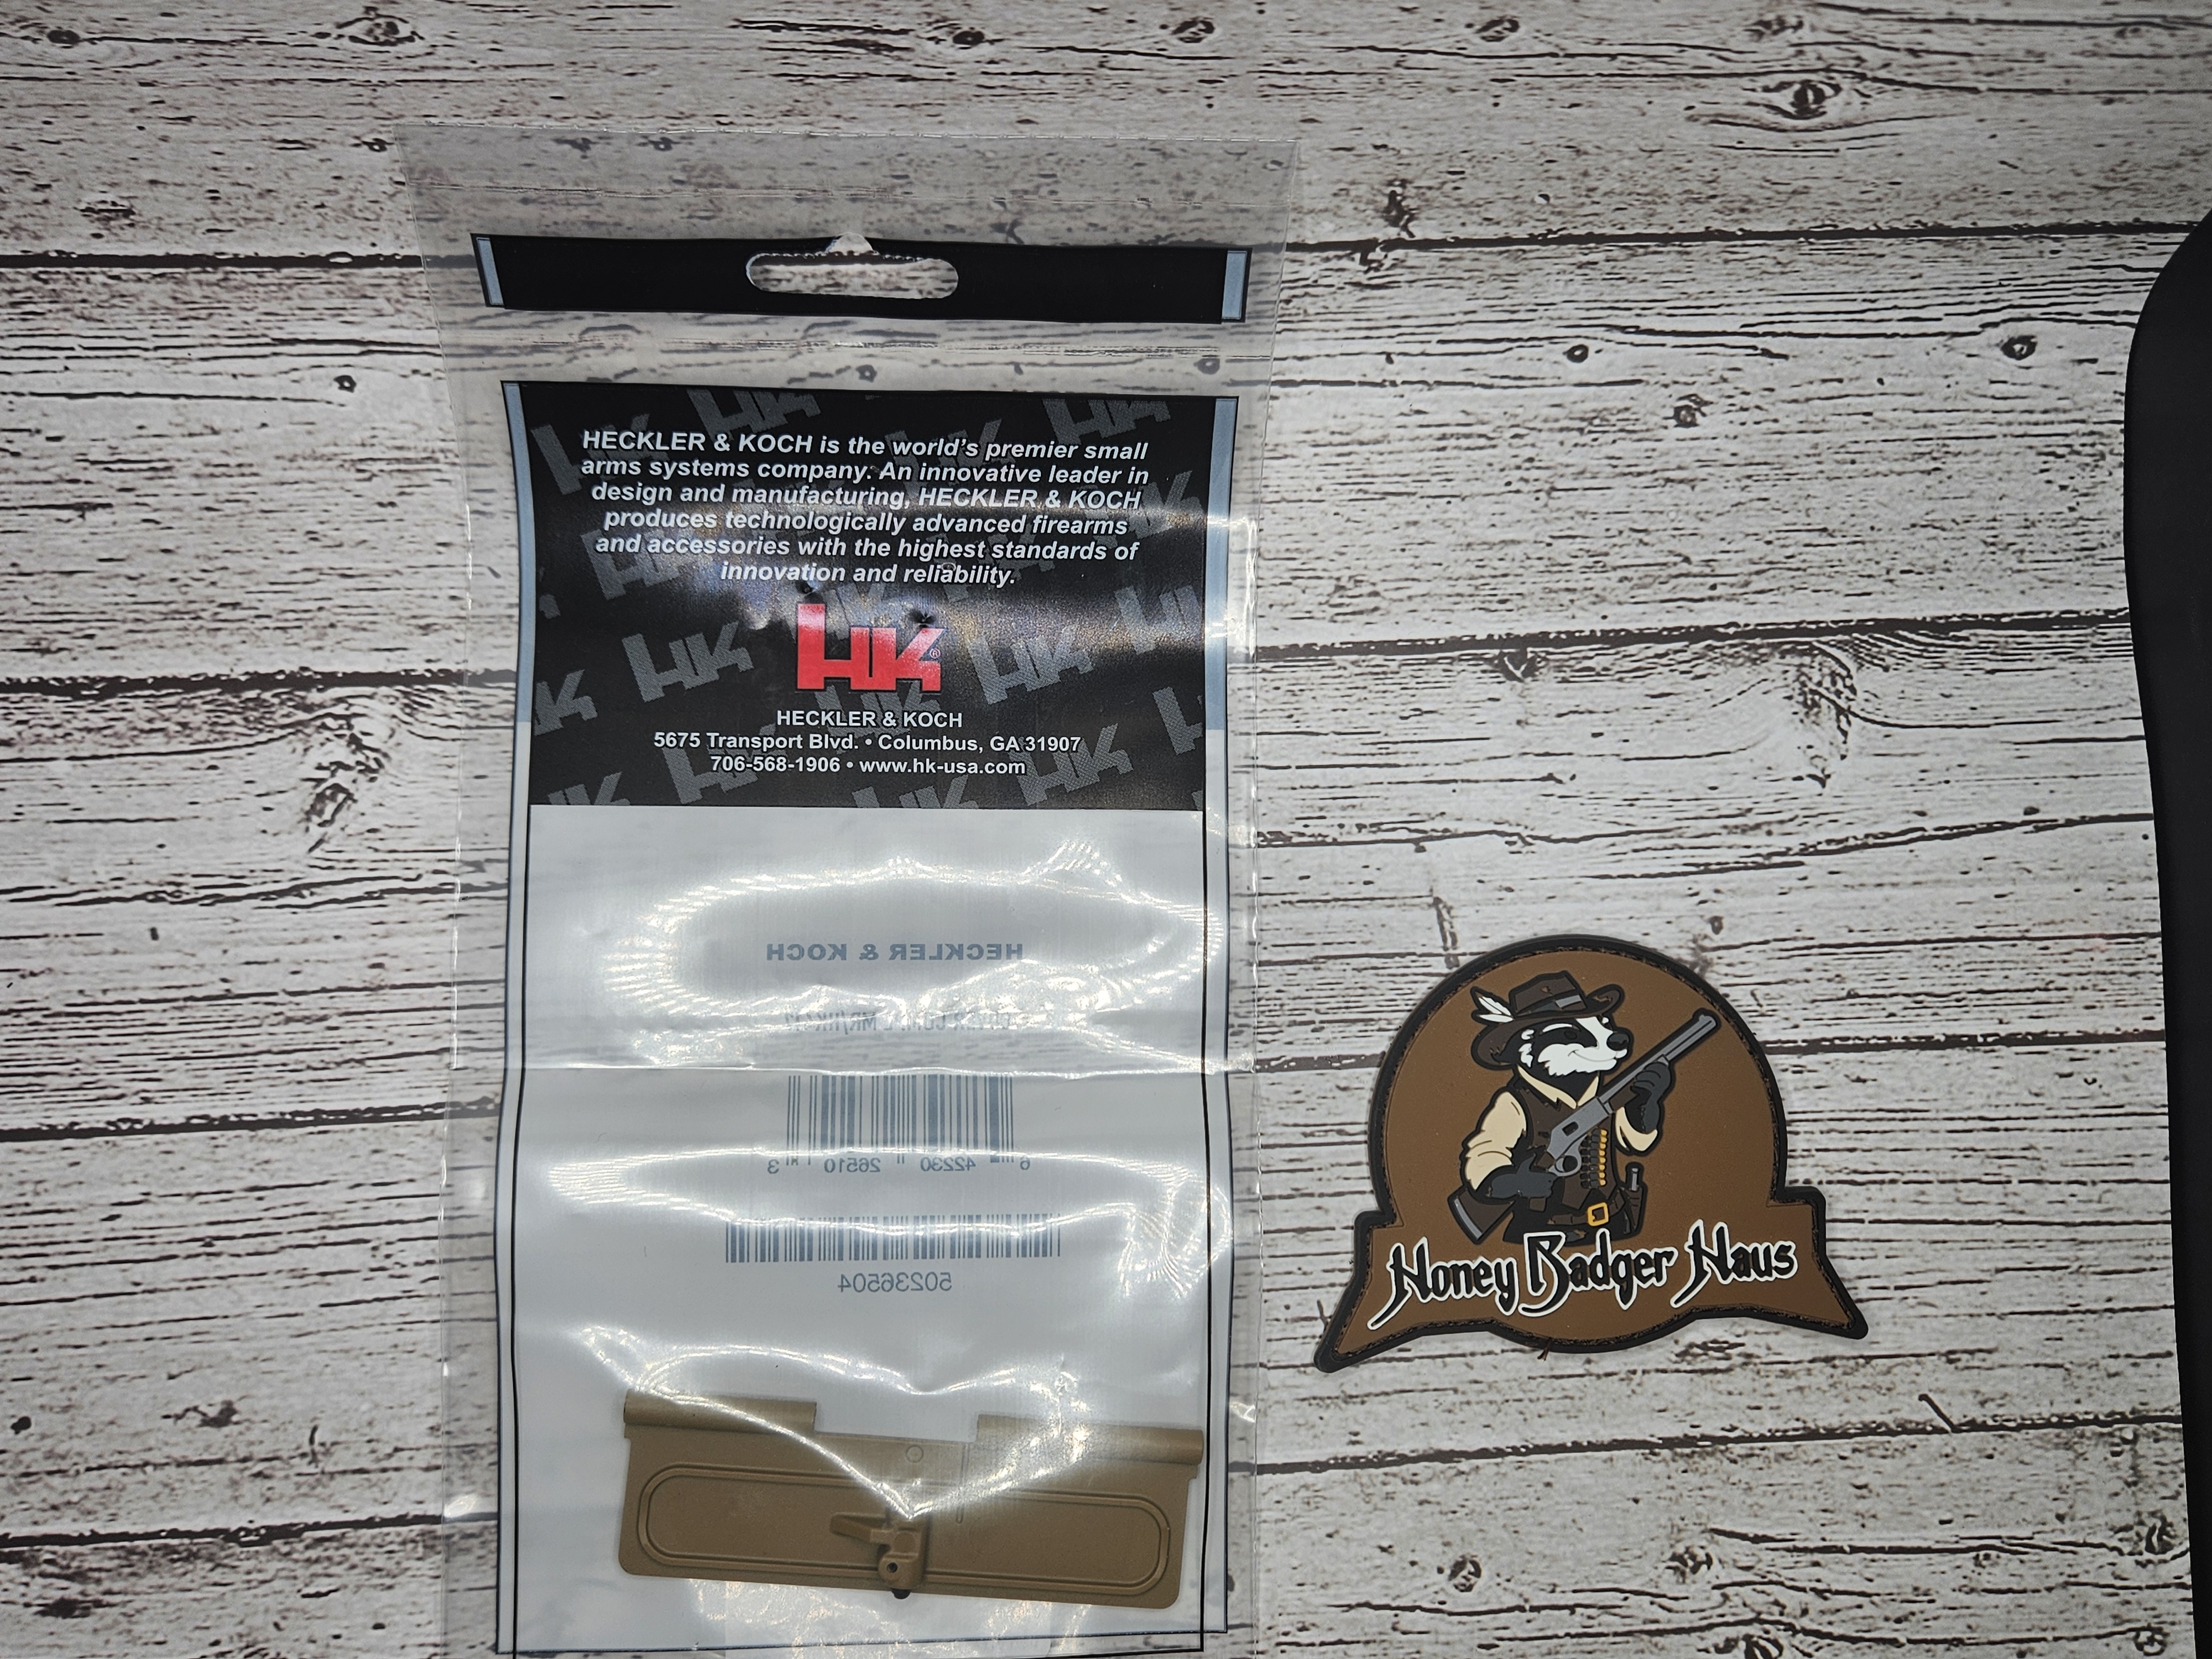 HECKLER & KOCH is the world's premier small
arms systems company. An innovative leader in
design and manufacturing, HECKLER & KOCH
produces technologically advanced firearms
and accessories with the highest standards of
innovation and reliability.
HK®
HECKLER & KOCH
5675 Transport Blvd. • Columbus, GA 31907
706-568-1906 • www.hk-usa.com
HECKLER & KOCH
6 42230 26510 3
50236504
Honey Badger Haus